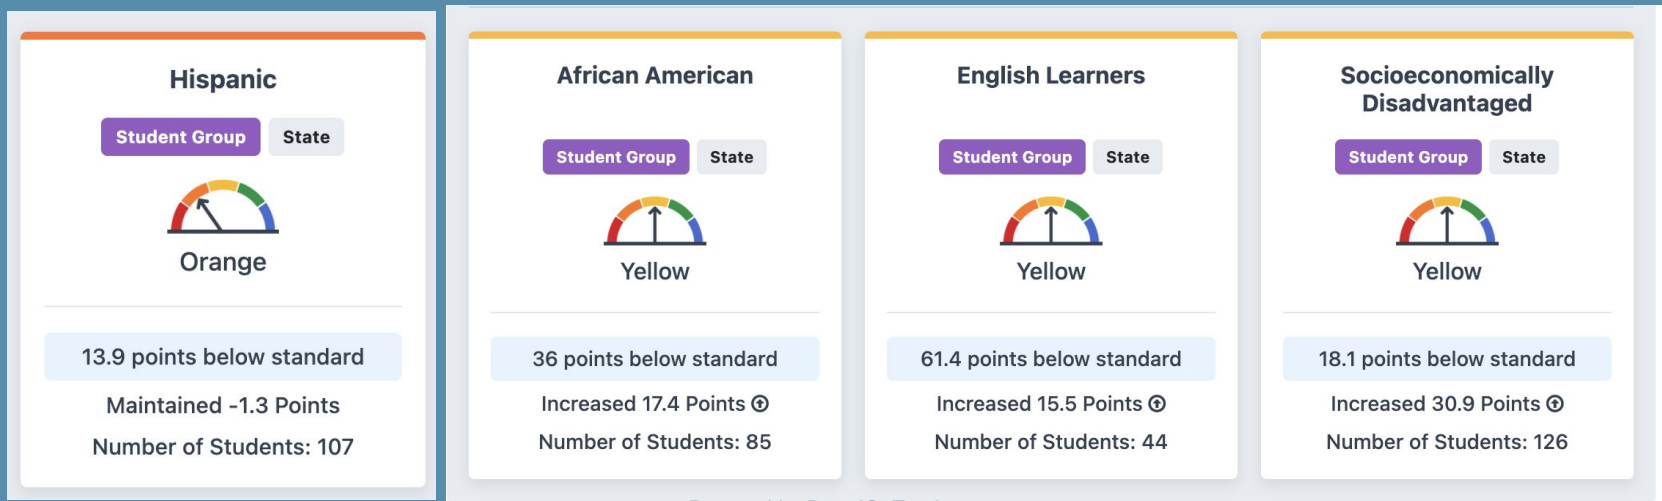 Hispanic
Student Group State
Orange
13.9 points below standard
Maintained -1.3 Points
Number of Students: 107
African American
Student Group State
Yellow
36 points below standard
Increased 17.4 Points
Number of Students: 85
English Learners
Student Group State
Yellow
61.4 points below standard
Increased 15.5 Points
Number of Students: 44
Socioeconomically
Disadvantaged
Student Group State
Yellow
18.1 points below standard
Increased 30.9 Points
Number of Students: 126